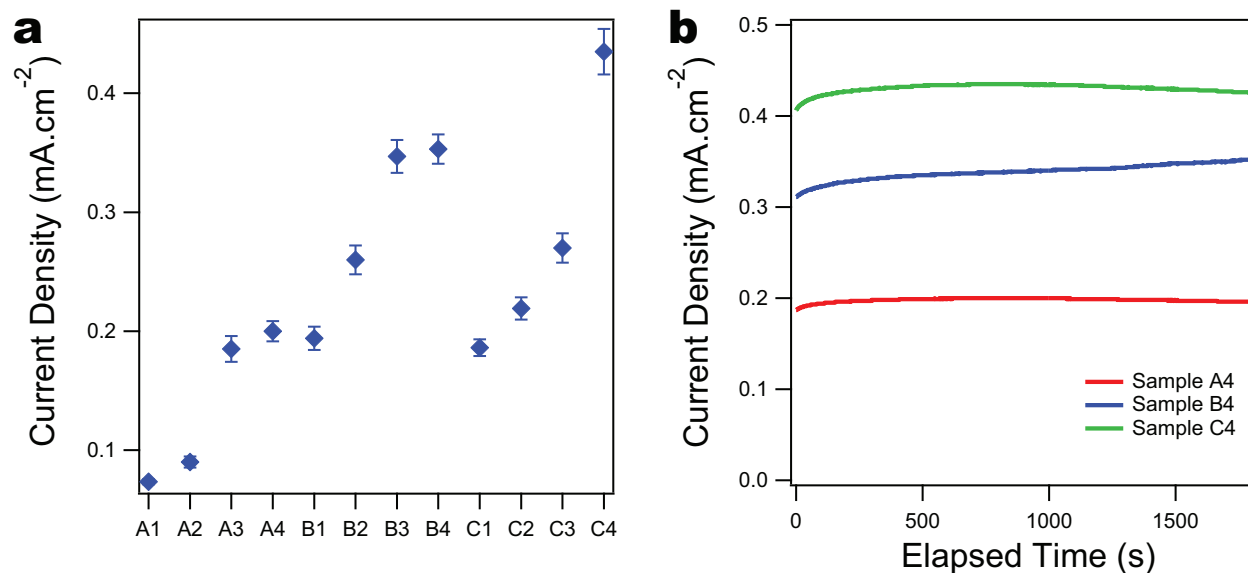 a
Current Density (mA.cm-2)
0.4
0.3
0.2
0.1
A1 A2 A3 A4 B1 B2 B3 B4 C1 C2 C3 C4
b
Current Density (mA.cm-2)
0.5
0.4
0.3
0.2
0.1
0.0
0 500 1000 1500
Elapsed Time (s)
Sample A4
Sample B4
Sample C4